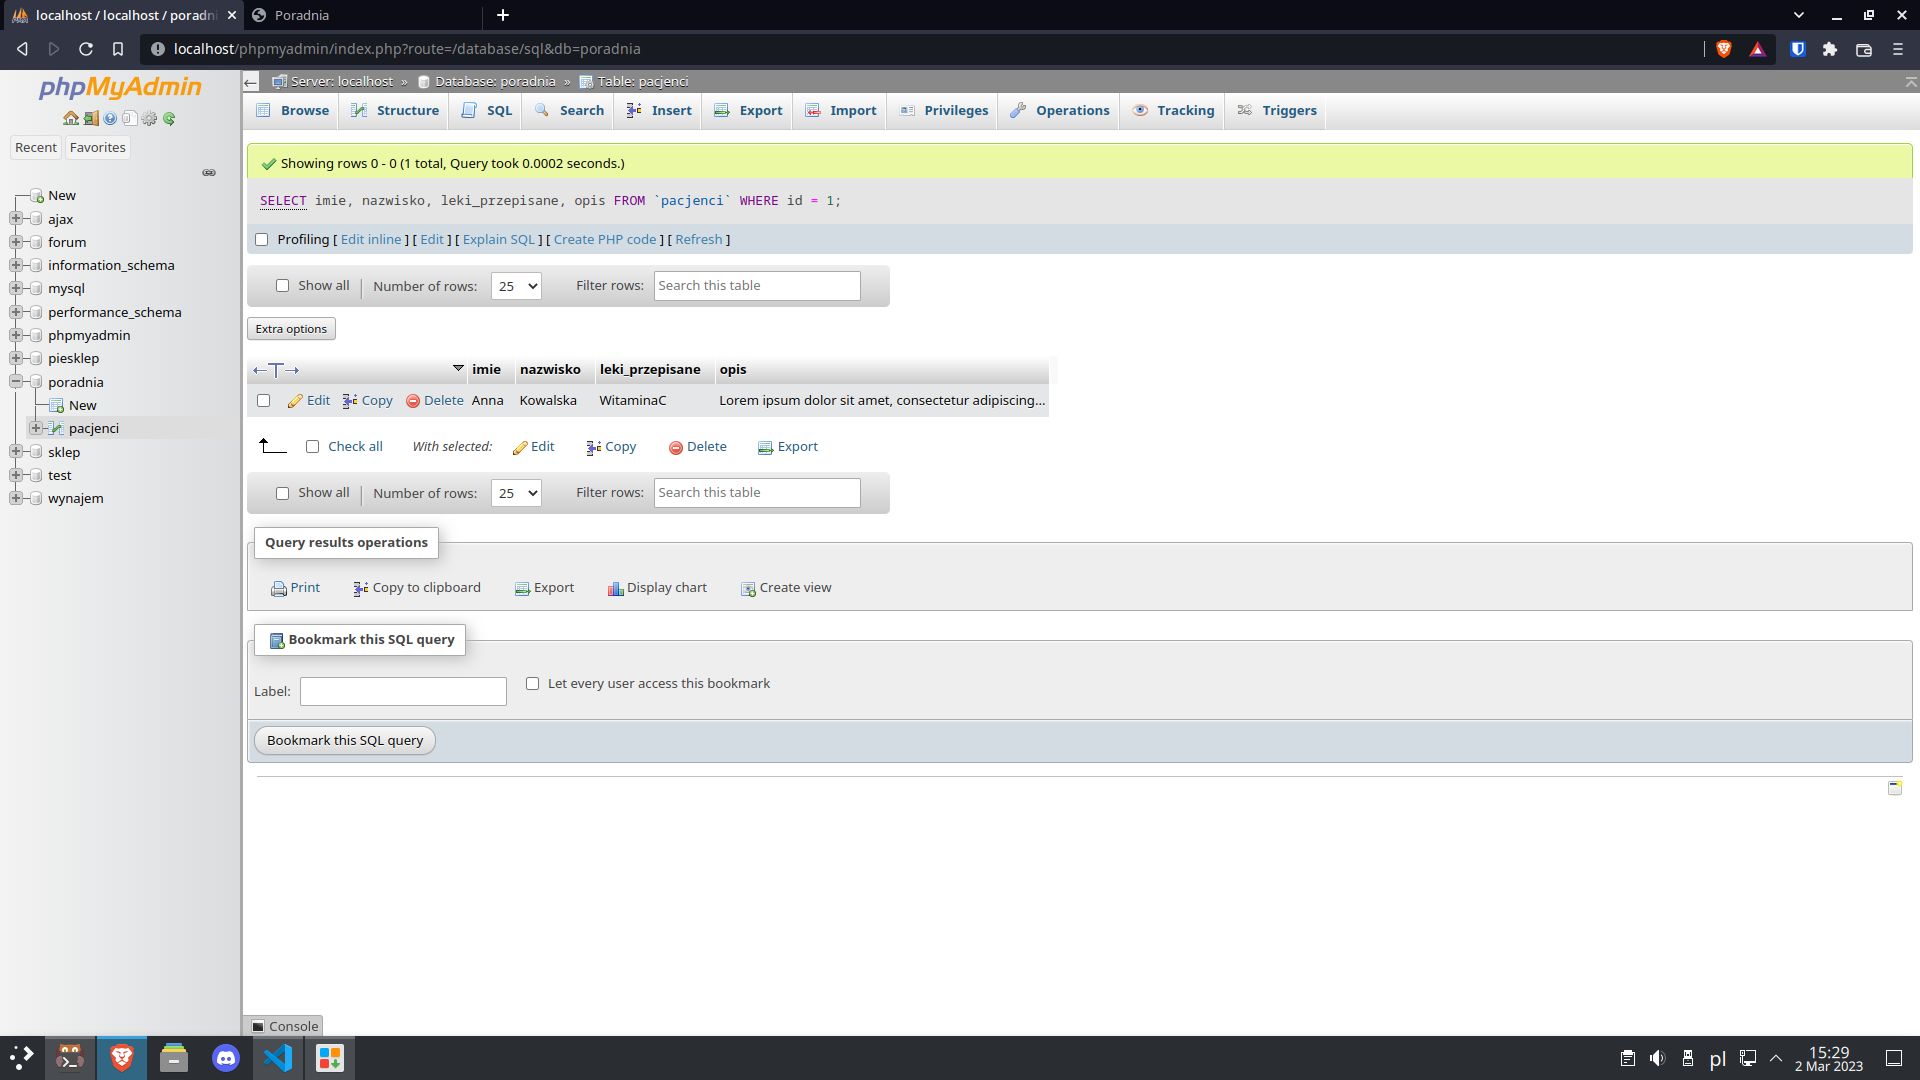 localhost / localhost / poradni
Poradnia
localhost/phpmyadmin/index.php?route=/database/sql&db=poradnia
phpMyAdmin
Recent
Favorites
New
ajax
forum
information_schema
mysql
performance_schema
phpmyadmin
piesklep
poradnia
New
pacjenci
sklep
test
wynajem
Server: localhost » Database: poradnia » Table: pacjenci
Browse Structure SQL Search Insert Export Import Privileges Operations Tracking Triggers
Showing rows 0 - 0 (1 total, Query took 0.0002 seconds.)
SELECT imie, nazwisko, leki_przepisane, opis FROM `pacjenci` WHERE id = 1;
Profiling [ Edit inline ] [ Edit ] [ Explain SQL ] [ Create PHP code ] [ Refresh ]
Show all Number of rows: 25 Filter rows: Search this table
Extra options
←T→ imie nazwisko leki_przepisane opis
Edit Copy Delete Anna Kowalska WitaminaC Lorem ipsum dolor sit amet, consectetur adipiscing...
Check all With selected: Edit Copy Delete Export
Show all Number of rows: 25 Filter rows: Search this table
Query results operations
Print Copy to clipboard Export Display chart Create view
Bookmark this SQL query
Label: Let every user access this bookmark
Bookmark this SQL query
Console
pl
15:29
2 Mar 2023